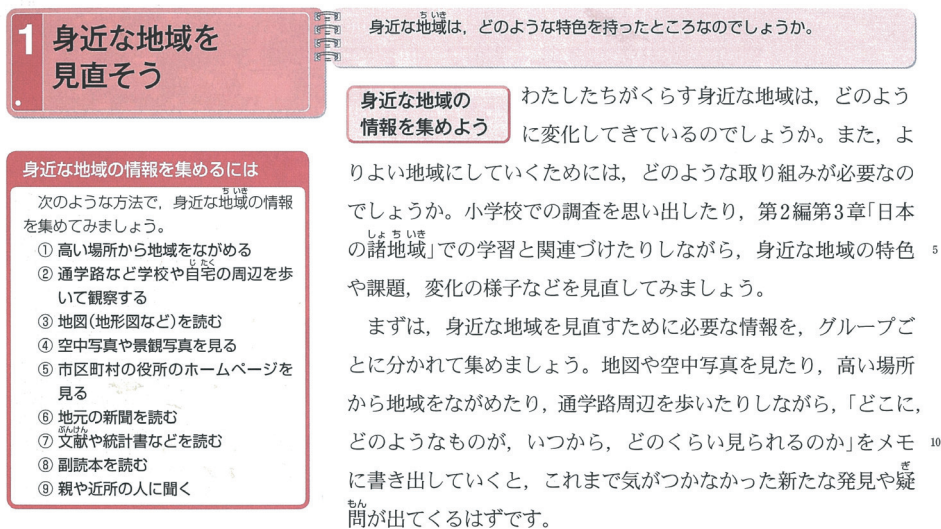 1 身近な地域を
見直そう
身近な地域は，どのような特色を持ったところなのでしょうか。
身近な地域の情報を集めるには
次のような方法で，身近な地域の情報
を集めてみましょう。
① 高い場所から地域をながめる
② 通学路など学校や自宅の周辺を歩
いて観察する
③ 地図(地形図など)を読む
④ 空中写真や景観写真を見る
⑤ 市区町村の役所のホームページを
見る
⑥ 地元の新聞を読む
⑦ 文献や統計書などを読む
⑧ 副読本を読む
⑨ 親や近所の人に聞く
身近な地域の
情報を集めよう
わたしたちがくらす身近な地域は，どのよう
に変化してきているのでしょうか。また，よ
りよい地域にしていくためには，どのような取り組みが必要なの
でしょうか。小学校での調査を思い出したり，第2編第3章「日本
の諸地域」での学習と関連づけたりしながら，身近な地域の特色 5
や課題，変化の様子などを見直してみましょう。
まずは，身近な地域を見直すために必要な情報を，グループご
とに分かれて集めましょう。地図や空中写真を見たり，高い場所
から地域をながめたり，通学路周辺を歩いたりしながら，「どこに，
どのようなものが，いつから，どのくらい見られるのか」をメモ 10
に書き出していくと，これまで気がつかなかった新たな発見や疑
問が出てくるはずです。